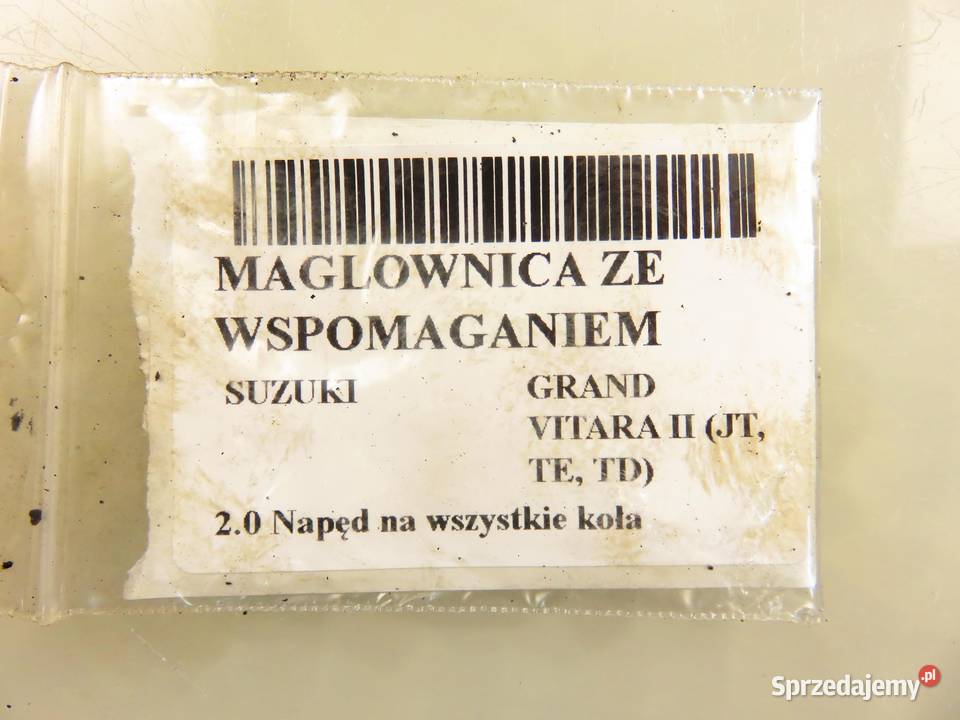 MAGLOWNICA ZE
WSPOMAGANIEM
SUZUKI
GRAND
VITARA II (JT,
TE, TD)
2.0 Napęd na wszystkie koła
Sprzedajemy.pl